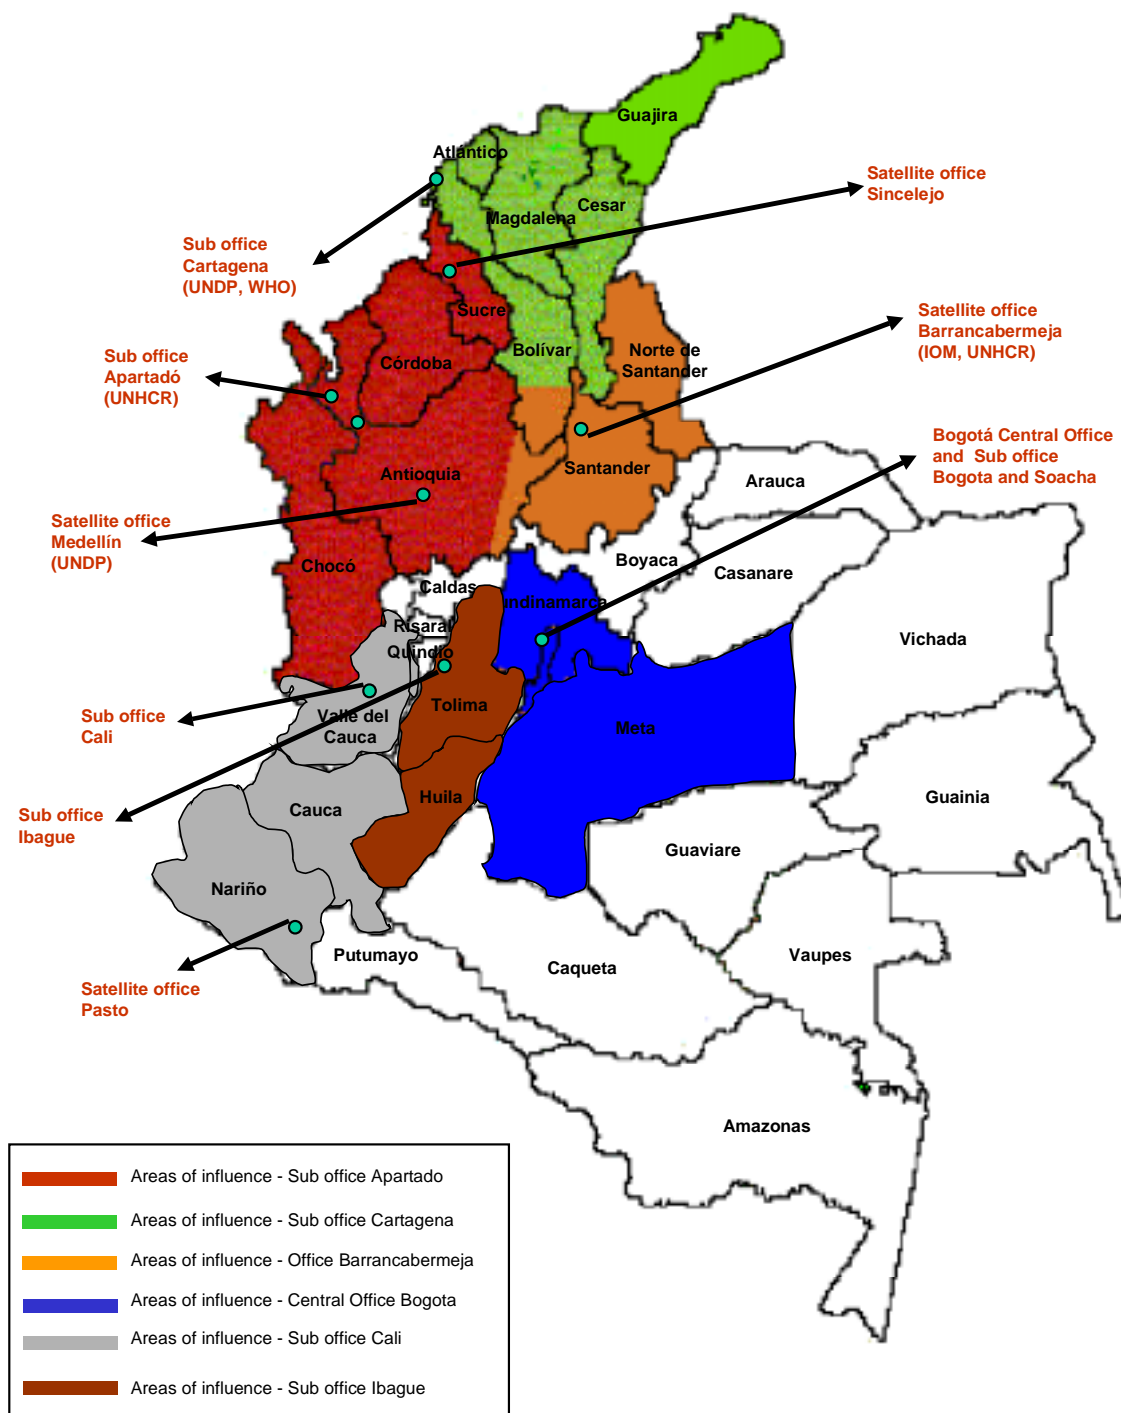 Guajira
Atlántico
Satellite office
Sincelejo
Cesar
Magdalena
Sub office
Cartagena
(UNDP, WHO)
Sucre
Satellite office
Barrancabermeja
(IOM, UNHCR)
Bolívar
Norte de
Santander
Sub office
Apartadó
(UNHCR)
Córdoba
Bogotá Central Office
and Sub office
Bogota and Soacha
Santander
Antioquia
Arauca
Satellite office
Medellín
(UNDP)
Chocó
Boyaca
Casanare
Caldas
undinamarca
Risaral
Quindío
Vichada
Tolima
Sub office
Cali
Valle del
Cauca
Meta
Sub office
Ibague
Cauca
Huila
Guainia
Guaviare
Nariño
Putumayo
Caqueta
Vaupes
Satellite office
Pasto
Amazonas
Areas of influence - Sub office Apartado
Areas of influence - Sub office Cartagena
Areas of influence - Office Barrancabermeja
Areas of influence - Central Office Bogota
Areas of influence - Sub office Cali
Areas of influence - Sub office Ibague